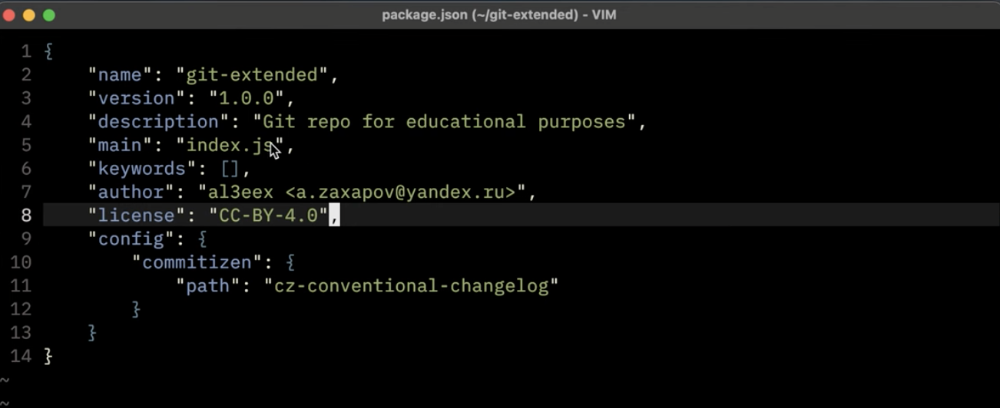 package.json (~/git-extended) - VIM
1 {
2     "name": "git-extended",
3     "version": "1.0.0",
4     "description": "Git repo for educational purposes",
5     "main": "index.js",
6     "keywords": [],
7     "author": "al3eex <a.zaxapov@yandex.ru>",
8     "license": "CC-BY-4.0",
9     "config": {
10         "commitizen": {
11             "path": "cz-conventional-changelog"
12         }
13     }
14 }
~
~